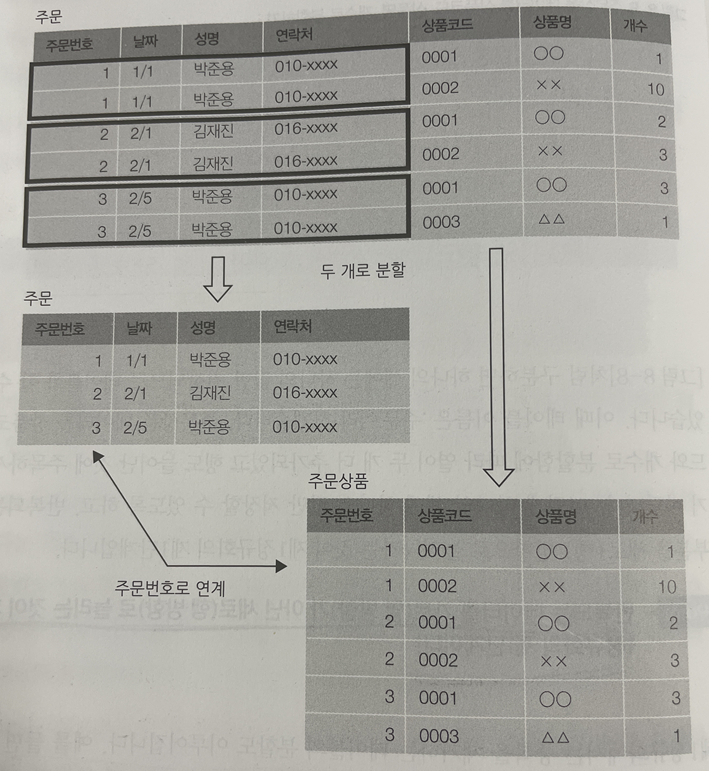 주문
주문번호 날짜 성명 연락처 상품코드 상품명 개수
1 1/1 박준용 010-xxxx 0001 ○○ 1
1 1/1 박준용 010-xxxx 0002 ×× 10
2 2/1 김재진 016-xxxx 0001 ○○ 2
2 2/1 김재진 016-xxxx 0002 ×× 3
3 2/5 박준용 010-xxxx 0001 ○○ 3
3 2/5 박준용 010-xxxx 0003 △△ 1
두 개로 분할
주문
주문번호 날짜 성명 연락처
1 1/1 박준용 010-xxxx
2 2/1 김재진 016-xxxx
3 2/5 박준용 010-xxxx
주문상품
주문번호 상품코드 상품명 개수
1 0001 ○○ 1
1 0002 ×× 10
2 0001 ○○ 2
2 0002 ×× 3
3 0001 ○○ 3
3 0003 △△ 1
주문번호로 연계